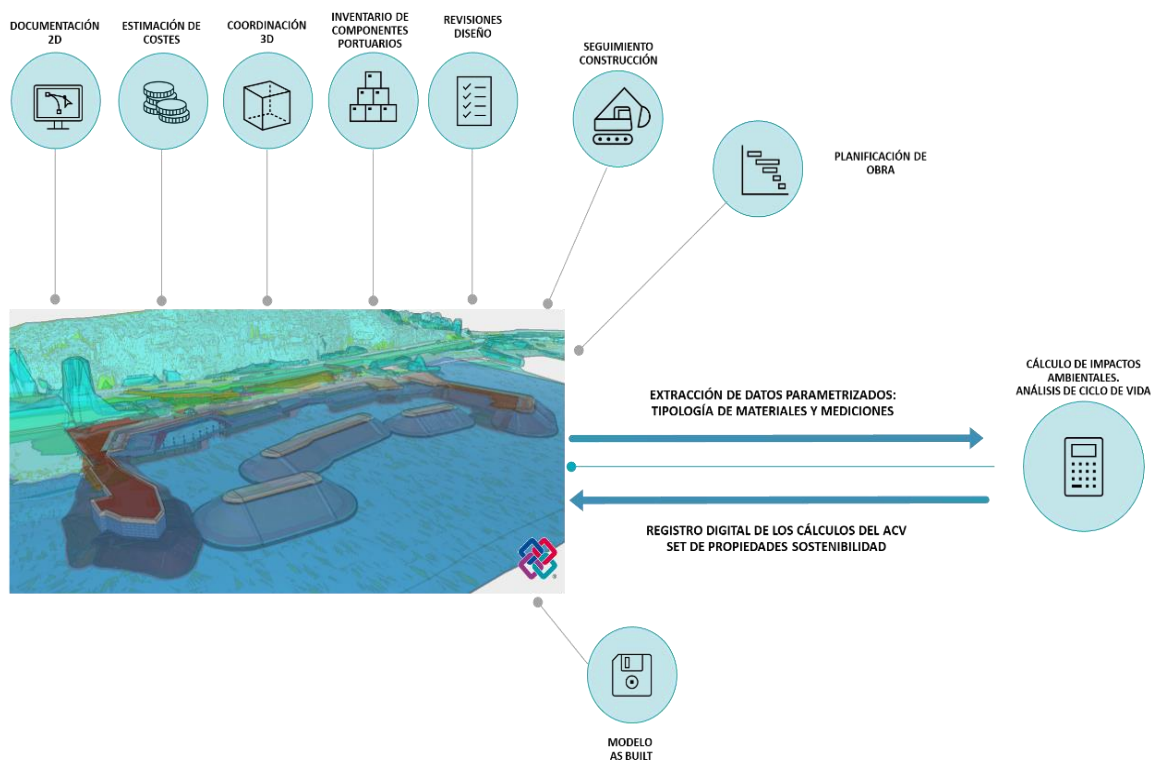 DOCUMENTACIÓN
2D
ESTIMACIÓN DE
COSTES
COORDINACIÓN
3D
INVENTARIO DE
COMPONENTES
PORTUARIOS
REVISIONES
DISEÑO
SEGUIMIENTO
CONSTRUCCIÓN
PLANIFICACIÓN DE
OBRA
CÁLCULO DE IMPACTOS
AMBIENTALES.
ANÁLISIS DE CICLO DE VIDA
EXTRACCIÓN DE DATOS PARAMETRIZADOS:
TIPOLOGÍA DE MATERIALES Y MEDICIONES
REGISTRO DIGITAL DE LOS CÁLCULOS DEL ACV
SET DE PROPIEDADES SOSTENIBILIDAD
®
MODELO
AS BUILT